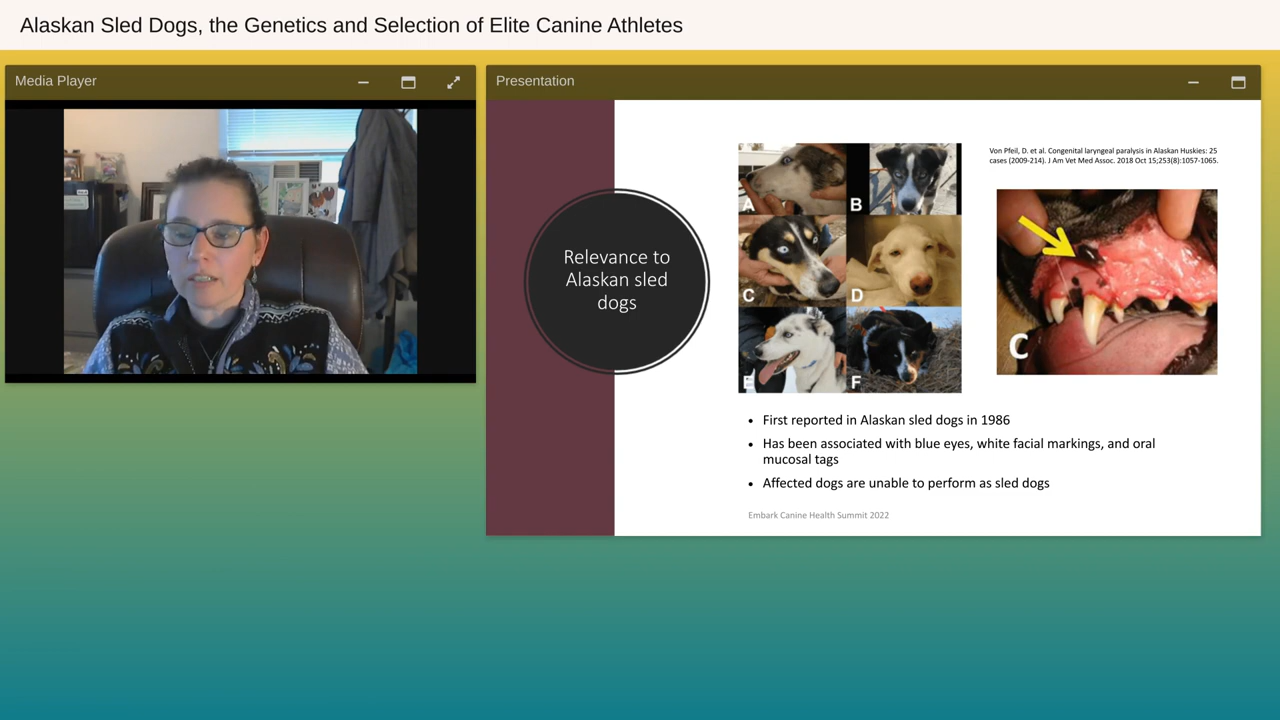 Alaskan Sled Dogs, the Genetics and Selection of Elite Canine Athletes
Media Player
Presentation
Relevance to
Alaskan sled
dogs
A
B
C
D
E
F
Von Pfeil, D. et al. Congenital laryngeal paralysis in Alaskan Huskies: 25
cases (2009-214). J Am Vet Med Assoc. 2018 Oct 15;253(8):1057-1065.
C
• First reported in Alaskan sled dogs in 1986
• Has been associated with blue eyes, white facial markings, and oral
mucosal tags
• Affected dogs are unable to perform as sled dogs
Embark Canine Health Summit 2022